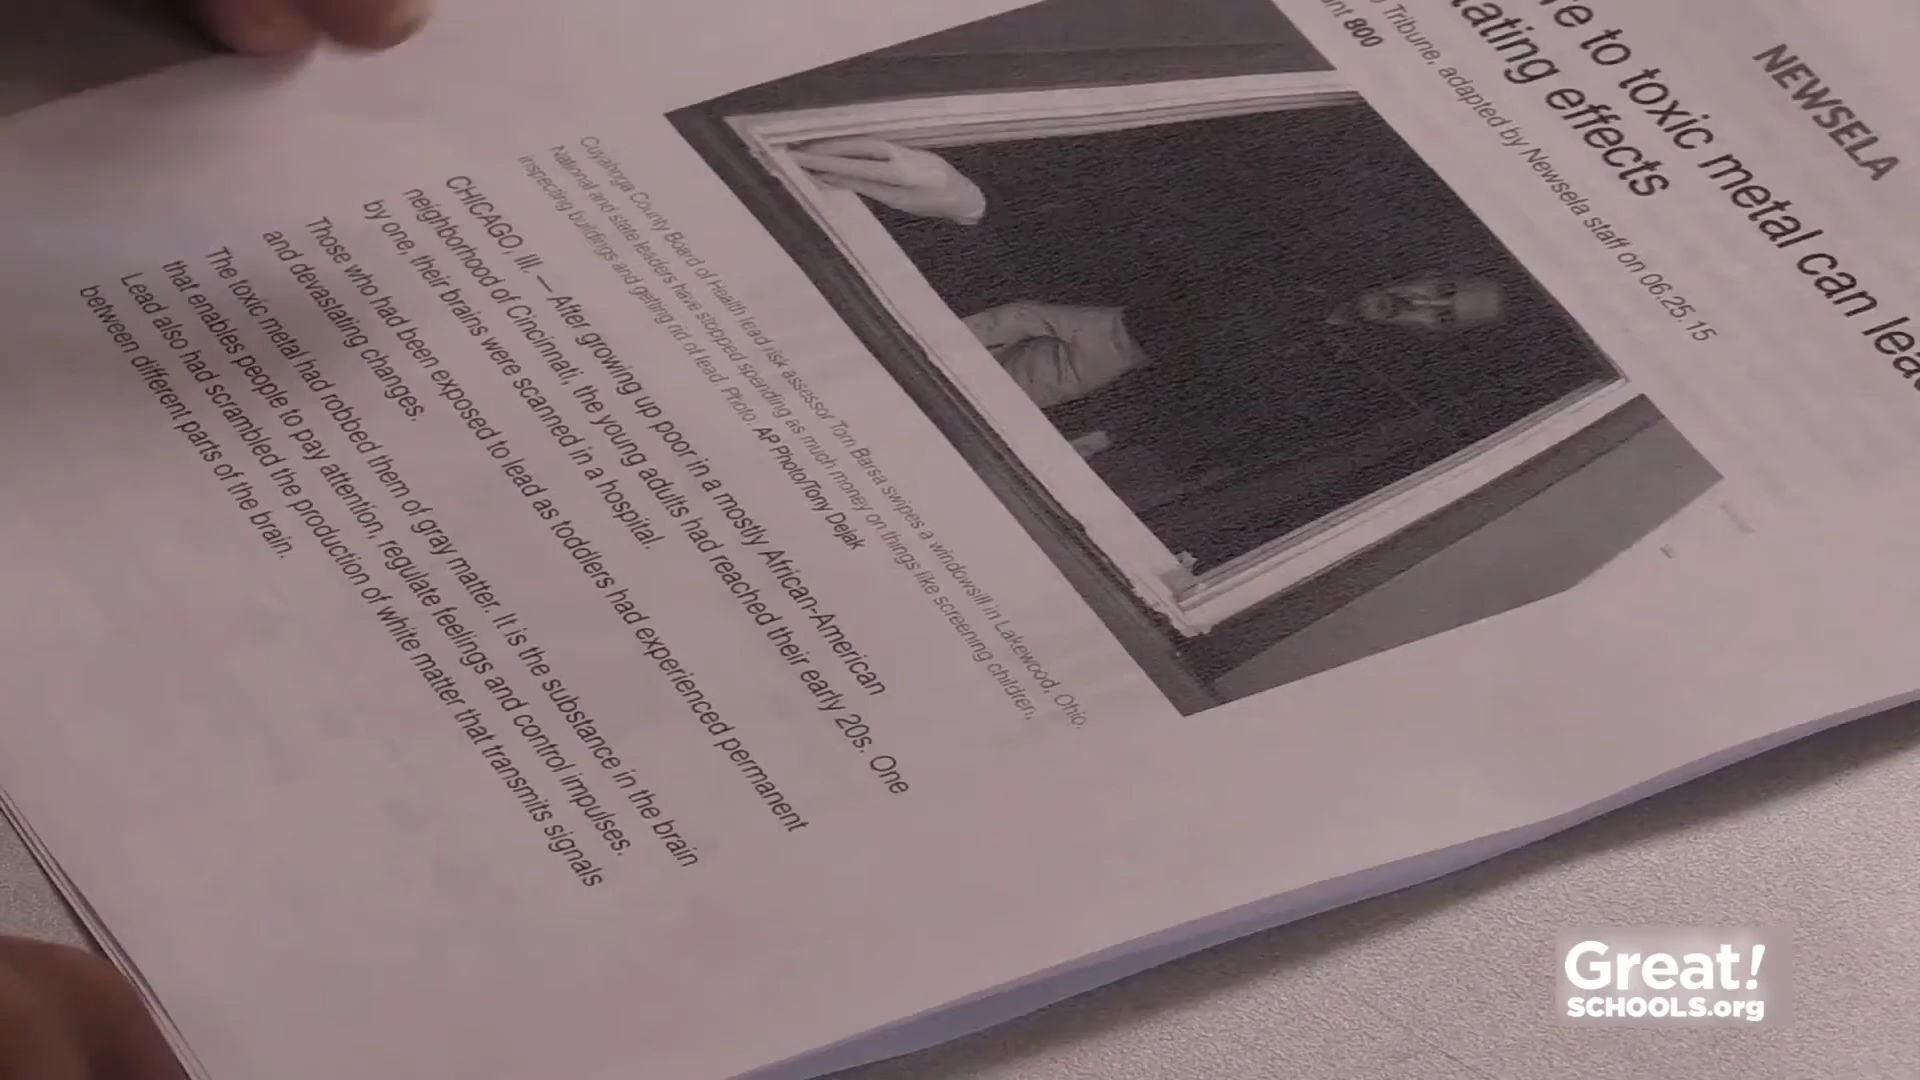 NEWSELA
to toxic metal can
effects
Tribune, adapted by Newsela staff on 06.25.15
800
Cuyahoga County Board of Health lead risk assessor Tom Barsa swipes a windowsill in Lakewood, Ohio.
National and state leaders have stopped spending as much money on things like screening children,
inspecting buildings and getting rid of lead. Photo: AP Photo/Tony Dejak
CHICAGO, Ill. — After growing up poor in a mostly African-American
neighborhood of Cincinnati, the young adults had reached their early 20s. One
by one, their brains were scanned in a hospital.
Those who had been exposed to lead as toddlers had experienced permanent
and devastating changes.
The toxic metal had robbed them of gray matter. It is the substance in the brain
that enables people to pay attention, regulate feelings and control impulses.
Lead also had scrambled the production of white matter that transmits signals
between different parts of the brain.
Great!
SCHOOLS.org